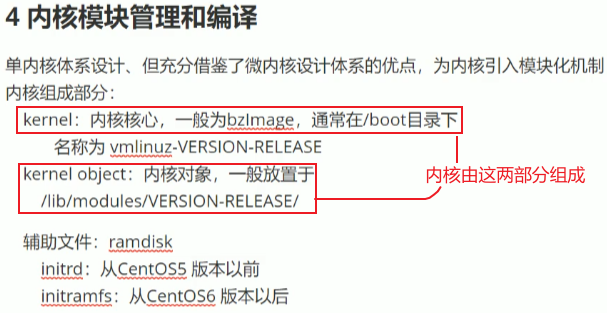 4 内核模块管理和编译
单内核体系设计、但充分借鉴了微内核设计体系的优点，为内核引入模块化机制
内核组成部分：
kernel：内核核心，一般为bzImage，通常在/boot目录下
名称为 vmlinuz-VERSION-RELEASE
kernel object：内核对象，一般放置于
/lib/modules/VERSION-RELEASE/
内核由这两部分组成
辅助文件：ramdisk
initrd：从CentOS5 版本以前
initramfs：从CentOS6 版本以后